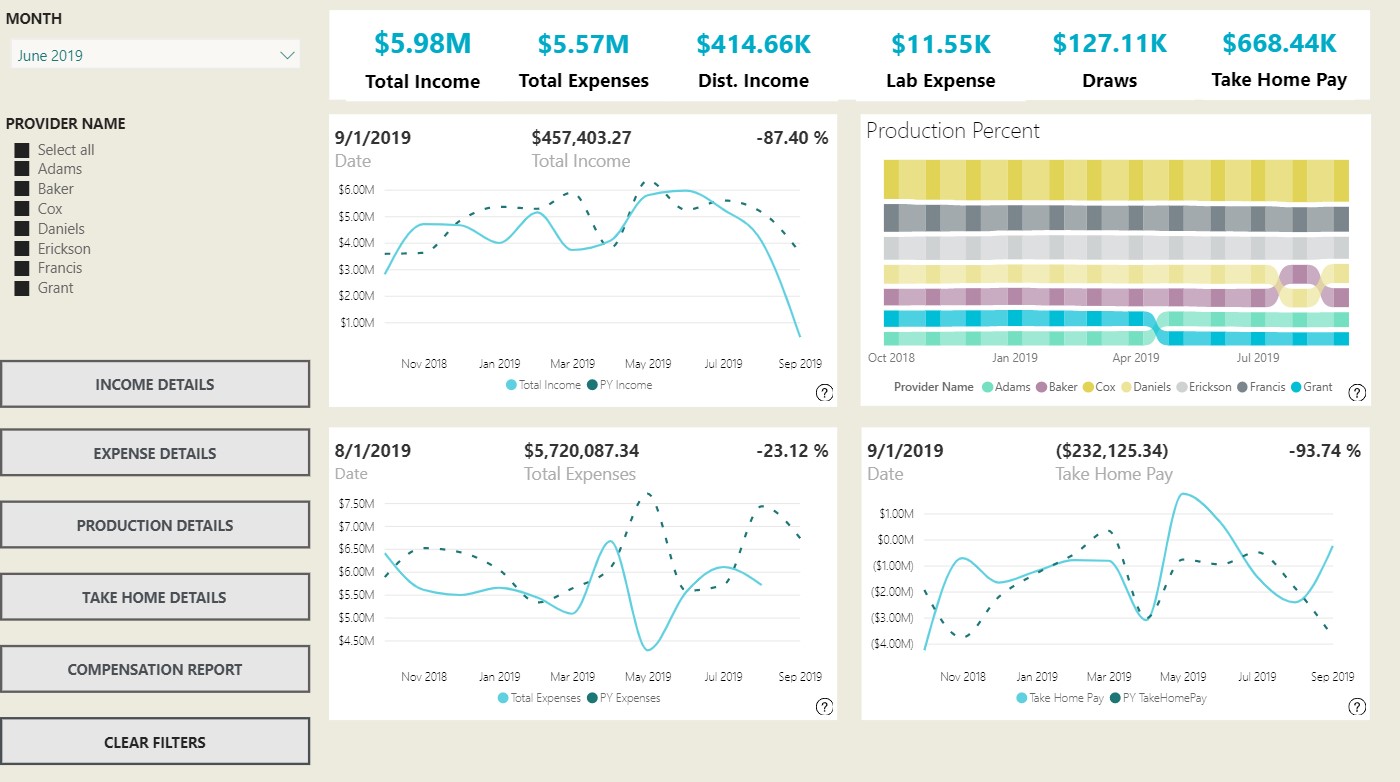 MONTH
June 2019
PROVIDER NAME
Select all
Adams
Baker
Cox
Daniels
Erickson
Francis
Grant
INCOME DETAILS
EXPENSE DETAILS
PRODUCTION DETAILS
TAKE HOME DETAILS
COMPENSATION REPORT
CLEAR FILTERS
$5.98M $5.57M $414.66K $11.55K $127.11K $668.44K
Total Income Total Expenses Dist. Income Lab Expense Draws Take Home Pay
9/1/2019 $457,403.27 -87.40 %
Date Total Income
$6.00M
$5.00M
$4.00M
$3.00M
$2.00M
$1.00M
Nov 2018 Jan 2019 Mar 2019 May 2019 Jul 2019 Sep 2019
Total Income PY Income
?
Production Percent
Oct 2018 Jan 2019 Apr 2019 Jul 2019
Provider Name Adams Baker Cox Daniels Erickson Francis Grant
?
8/1/2019 $5,720,087.34 -23.12 %
Date Total Expenses
$7.50M
$7.00M
$6.50M
$6.00M
$5.50M
$5.00M
$4.50M
Nov 2018 Jan 2019 Mar 2019 May 2019 Jul 2019 Sep 2019
Total Expenses PY Expenses
?
9/1/2019 ($232,125.34) -93.74 %
Date Take Home Pay
$1.00M
$0.00M
($1.00M)
($2.00M)
($3.00M)
($4.00M)
Nov 2018 Jan 2019 Mar 2019 May 2019 Jul 2019 Sep 2019
Take Home Pay PY TakeHomePay
?